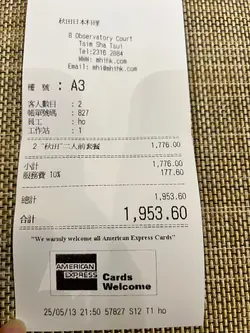 秋田日本料理
8 Observatory Court
Tsim Sha Tsui
Tel:2316 2884
www. mhihk.com
Email: mhi@mhihk.com
檯 號 : A3
客人數目 : 2
帳單號碼 : 827
員工 : ho
工作站 : 1
2 "秋田"二人前套餐 1,776.00
小計 1,776.00
服務費 10% 177.60
總計 1,953.60
合計 1,953.60
"We warmly welcome all American Express Cards"
AMERICAN EXPRESS
Cards
Welcome
25/05/13 21:50 57827 S12 T1 ho